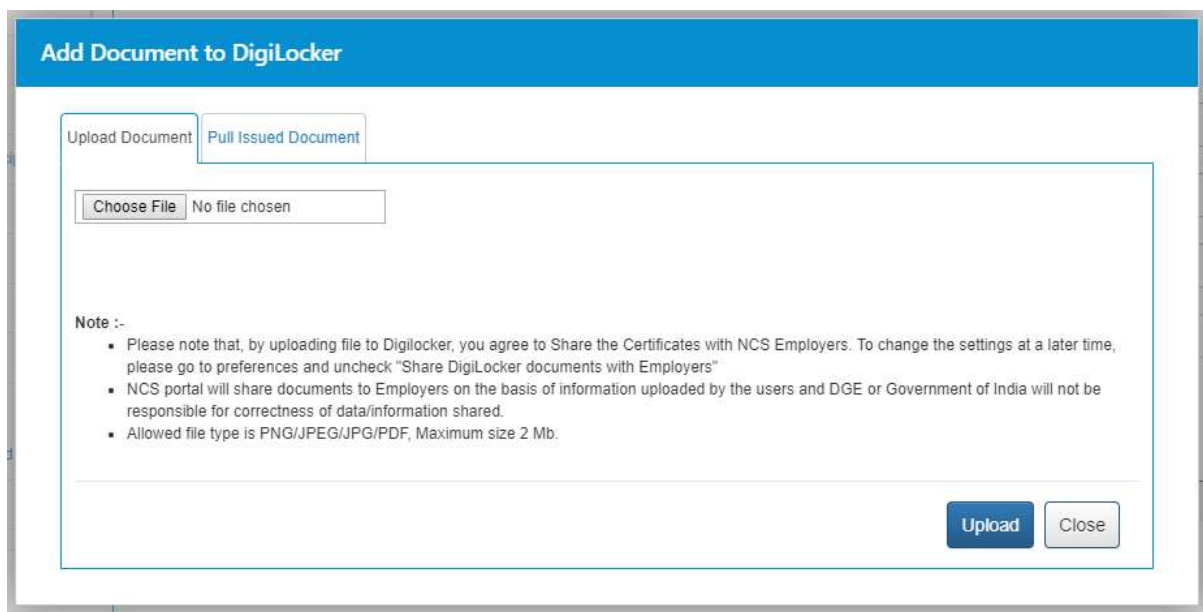 Add Document to DigiLocker
Upload Document
Pull Issued Document
Choose File No file chosen
Note :-
Please note that, by uploading file to Digilocker, you agree to Share the Certificates with NCS Employers. To change the settings at a later time,
please go to preferences and uncheck "Share DigiLocker documents with Employers"
NCS portal will share documents to Employers on the basis of information uploaded by the users and DGE or Government of India will not be
responsible for correctness of data/information shared.
Allowed file type is PNG/JPEG/JPG/PDF, Maximum size 2 Mb.
Upload
Close